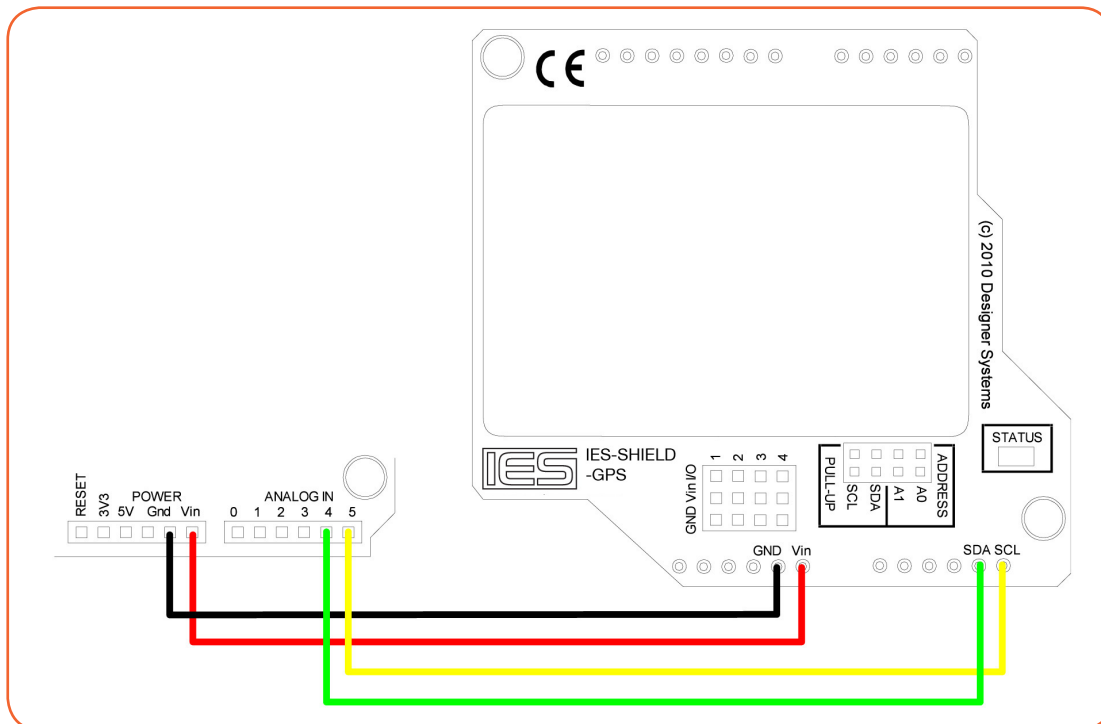 CE
(c) 2010 Designer Systems
STATUS
IES
IES-SHIELD
-GPS
1 2 3 4
GND Vin I/O
PULL-UP
SCL
SDA
A1
A0
ADDRESS
GND Vin
SDA SCL
POWER
RESET
3V3
5V
Gnd
Vin
ANALOG IN
0 1 2 3 4 5